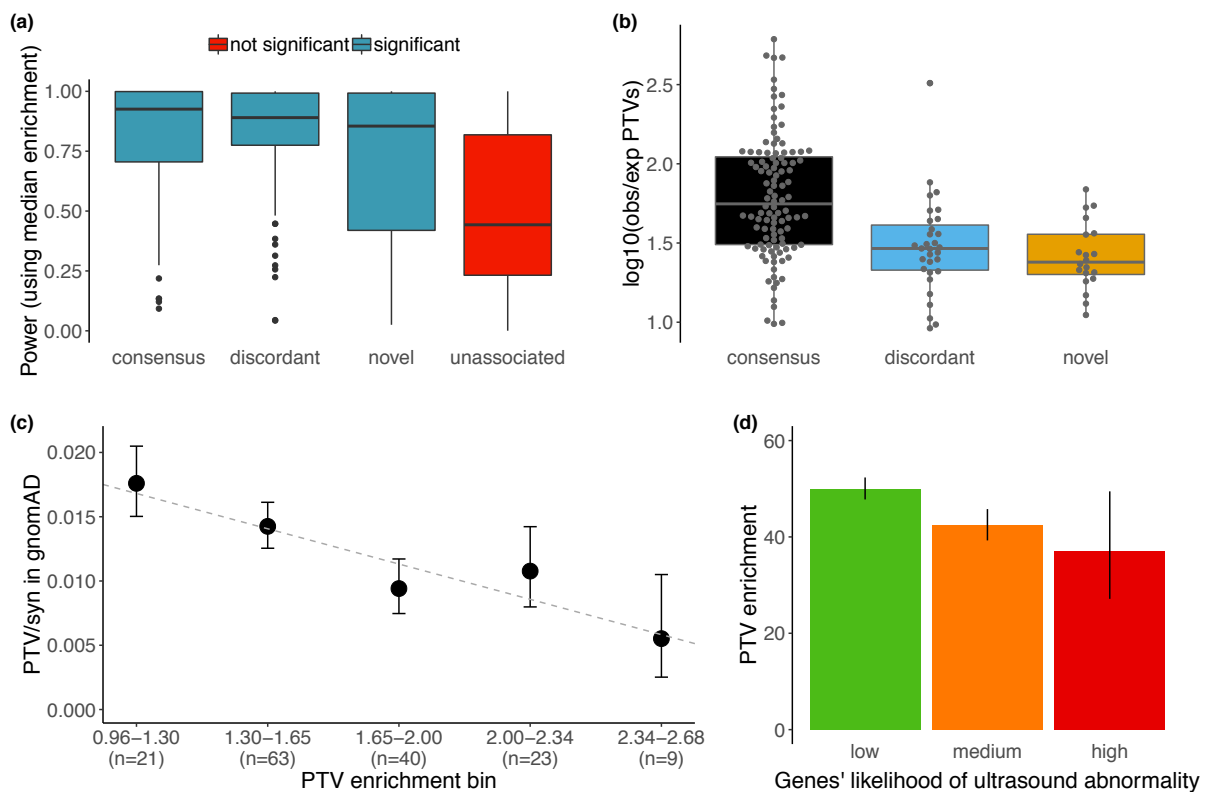 (a)
not significant
significant
Power (using median enrichment)
1.00
0.75
0.50
0.25
0.00
consensus
discordant
novel
unassociated
(b)
log10(obs/exp PTVs)
2.5
2.0
1.5
1.0
consensus
discordant
novel
(c)
PTV/syn in gnomAD
0.020
0.015
0.010
0.005
0.000
0.96−1.30
(n=21)
1.30−1.65
(n=63)
1.65−2.00
(n=40)
2.00−2.34
(n=23)
2.34−2.68
(n=9)
PTV enrichment bin
(d)
PTV enrichment
60
40
20
0
low
medium
high
Genes' likelihood of ultrasound abnormality